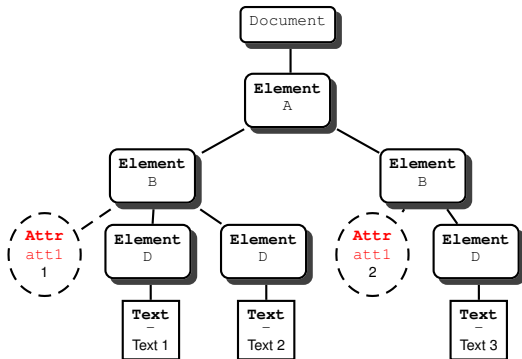 Document
Element
A
Element
B
Element
B
Attr
att1
1
Element
D
Element
D
Attr
att1
2
Element
D
Text
–
Text 1
Text
–
Text 2
Text
–
Text 3